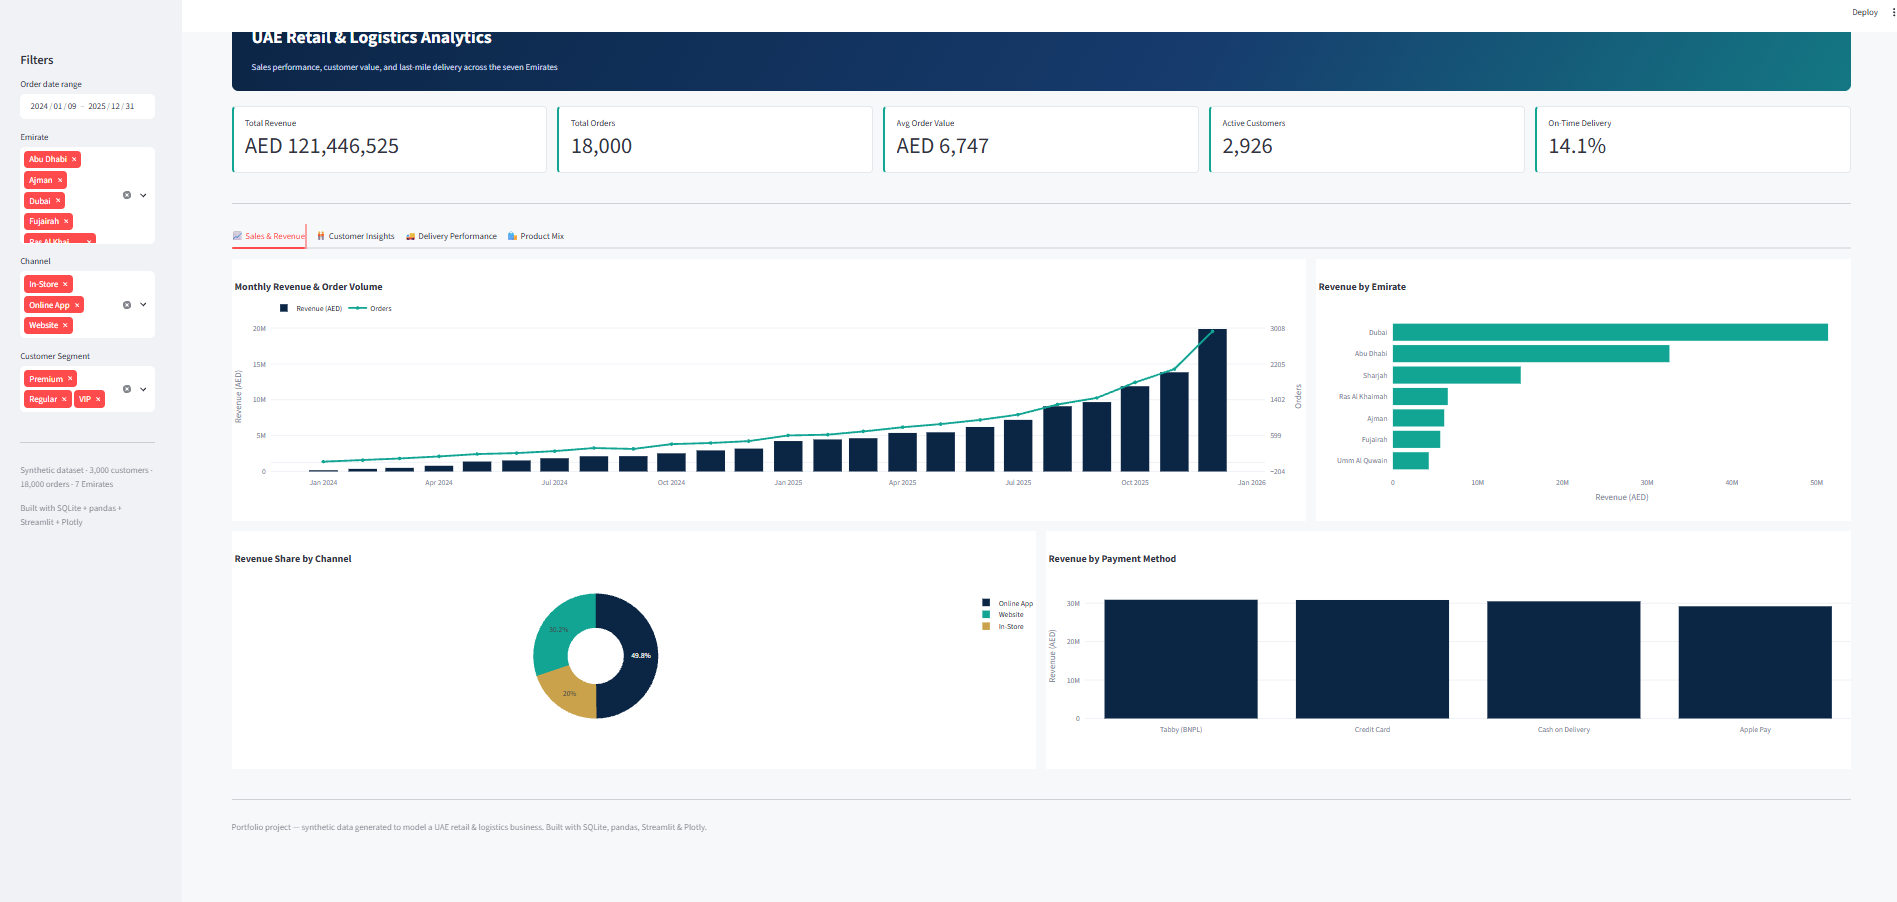 Deploy
Filters
Order date range
2024 / 01 / 09 – 2025 / 12 / 31
Emirate
Abu Dhabi ×
Ajman ×
Dubai ×
Fujairah ×
Ras Al Khai... ×
Channel
In-Store ×
Online App ×
Website ×
Customer Segment
Premium ×
Regular × VIP ×
Synthetic dataset · 3,000 customers ·
18,000 orders · 7 Emirates
Built with SQLite + pandas +
Streamlit + Plotly
UAE Retail & Logistics Analytics
Sales performance, customer value, and last-mile delivery across the seven Emirates
Total Revenue
AED 121,446,525
Total Orders
18,000
Avg Order Value
AED 6,747
Active Customers
2,926
On-Time Delivery
14.1%
Sales & Revenue Customer Insights Delivery Performance Product Mix
Monthly Revenue & Order Volume
Revenue (AED) Orders
20M
15M
10M
5M
0
Revenue (AED)
3008
2205
1402
599
−204
Orders
Jan 2024 Apr 2024 Jul 2024 Oct 2024 Jan 2025 Apr 2025 Jul 2025 Oct 2025 Jan 2026
Revenue by Emirate
Dubai
Abu Dhabi
Sharjah
Ras Al Khaimah
Ajman
Fujairah
Umm Al Quwain
0 10M 20M 30M 40M 50M
Revenue (AED)
Revenue Share by Channel
Online App
Website
In-Store
30.2%
49.8%
20%
Revenue by Payment Method
30M
20M
10M
0
Revenue (AED)
Tabby (BNPL) Credit Card Cash on Delivery Apple Pay
Portfolio project — synthetic data generated to model a UAE retail & logistics business. Built with SQLite, pandas, Streamlit & Plotly.